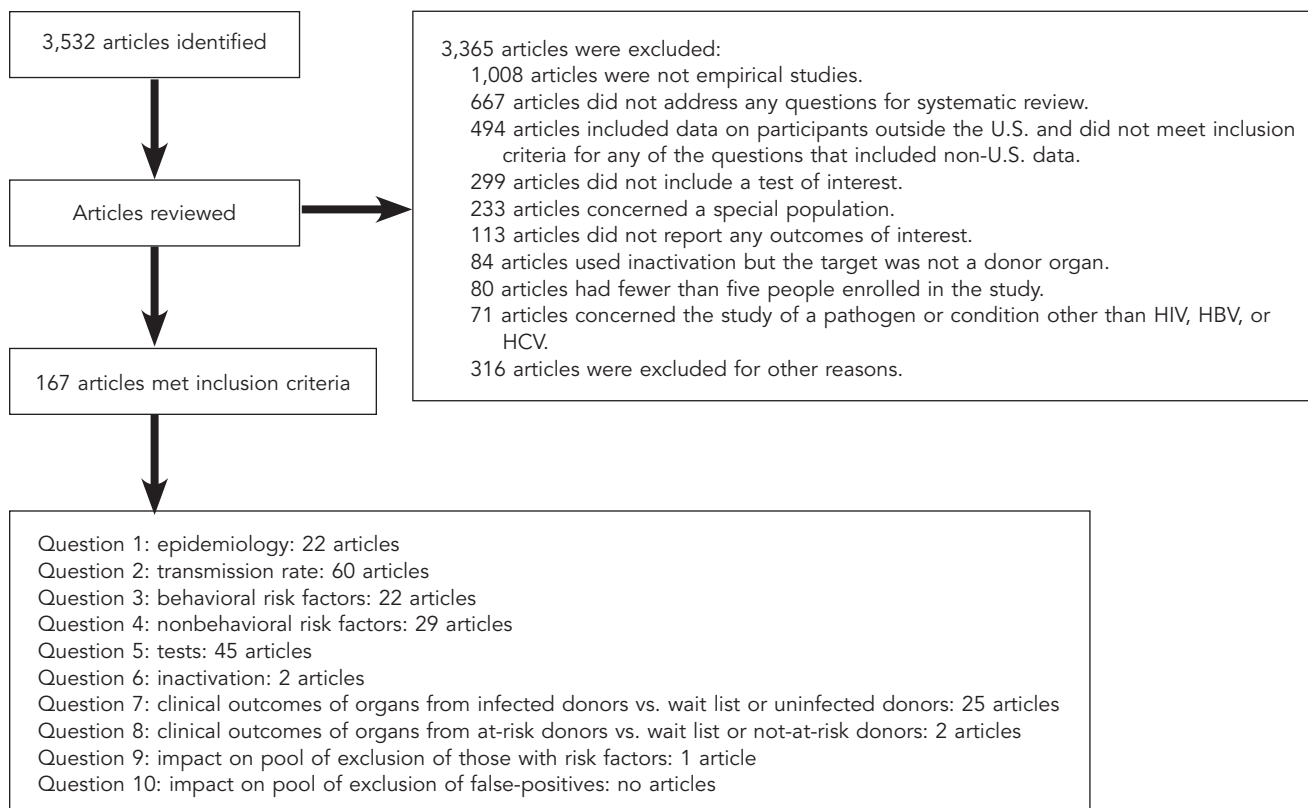 3,532 articles identified
3,365 articles were excluded:
1,008 articles were not empirical studies.
667 articles did not address any questions for systematic review.
494 articles included data on participants outside the U.S. and did not meet inclusion
criteria for any of the questions that included non-U.S. data.
299 articles did not include a test of interest.
233 articles concerned a special population.
113 articles did not report any outcomes of interest.
84 articles used inactivation but the target was not a donor organ.
80 articles had fewer than five people enrolled in the study.
71 articles concerned the study of a pathogen or condition other than HIV, HBV, or
HCV.
316 articles were excluded for other reasons.
Articles reviewed
167 articles met inclusion criteria
Question 1: epidemiology: 22 articles
Question 2: transmission rate: 60 articles
Question 3: behavioral risk factors: 22 articles
Question 4: nonbehavioral risk factors: 29 articles
Question 5: tests: 45 articles
Question 6: inactivation: 2 articles
Question 7: clinical outcomes of organs from infected donors vs. wait list or uninfected donors: 25 articles
Question 8: clinical outcomes of organs from at-risk donors vs. wait list or not-at-risk donors: 2 articles
Question 9: impact on pool of exclusion of those with risk factors: 1 article
Question 10: impact on pool of exclusion of false-positives: no articles